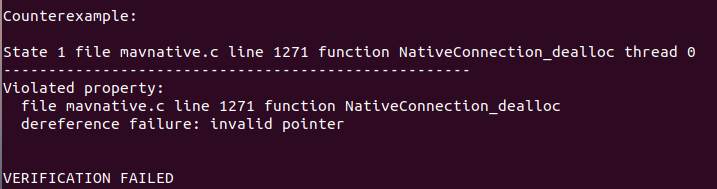 Counterexample:
State 1 file mavnative.c line 1271 function NativeConnection_dealloc thread 0
----------------------------------------------------
Violated property:
file mavnative.c line 1271 function NativeConnection_dealloc
dereference failure: invalid pointer
VERIFICATION FAILED